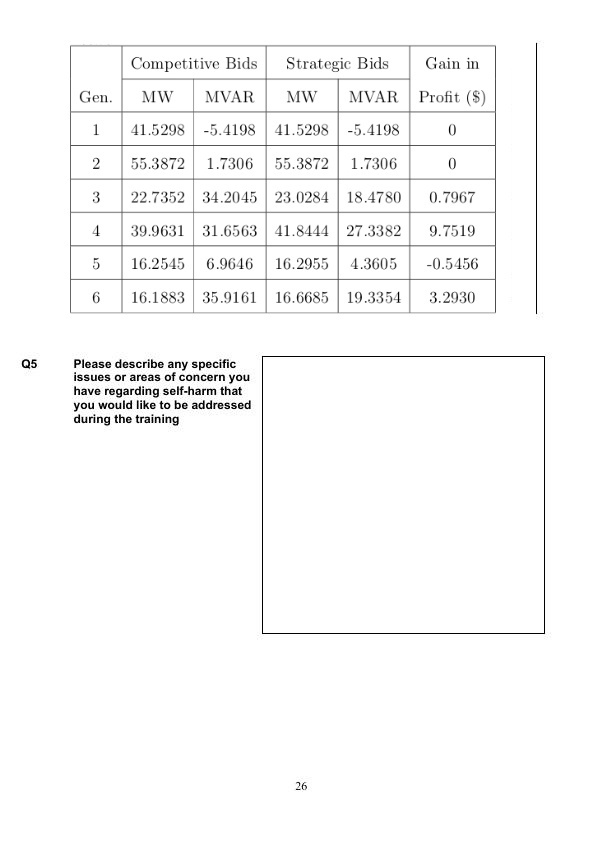 Competitive Bids Strategic Bids Gain in
Gen. MW MVAR MW MVAR Profit ($)
1 41.5298 -5.4198 41.5298 -5.4198 0
2 55.3872 1.7306 55.3872 1.7306 0
3 22.7352 34.2045 23.0284 18.4780 0.7967
4 39.9631 31.6563 41.8444 27.3382 9.7519
5 16.2545 6.9646 16.2955 4.3605 -0.5456
6 16.1883 35.9161 16.6685 19.3354 3.2930
Q5 Please describe any specific
issues or areas of concern you
have regarding self-harm that
you would like to be addressed
during the training
26